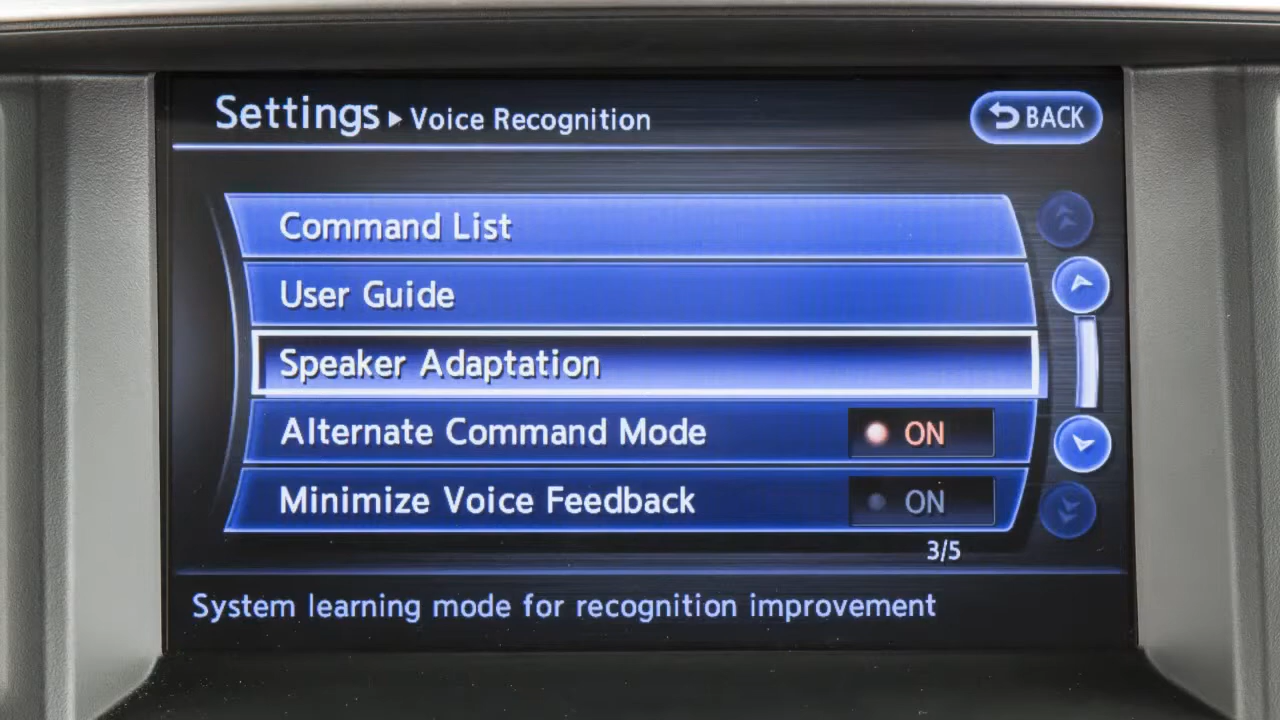 Settings ▸ Voice Recognition
BACK
Command List
User Guide
Speaker Adaptation
Alternate Command Mode ON
Minimize Voice Feedback ON
3/5
System learning mode for recognition improvement